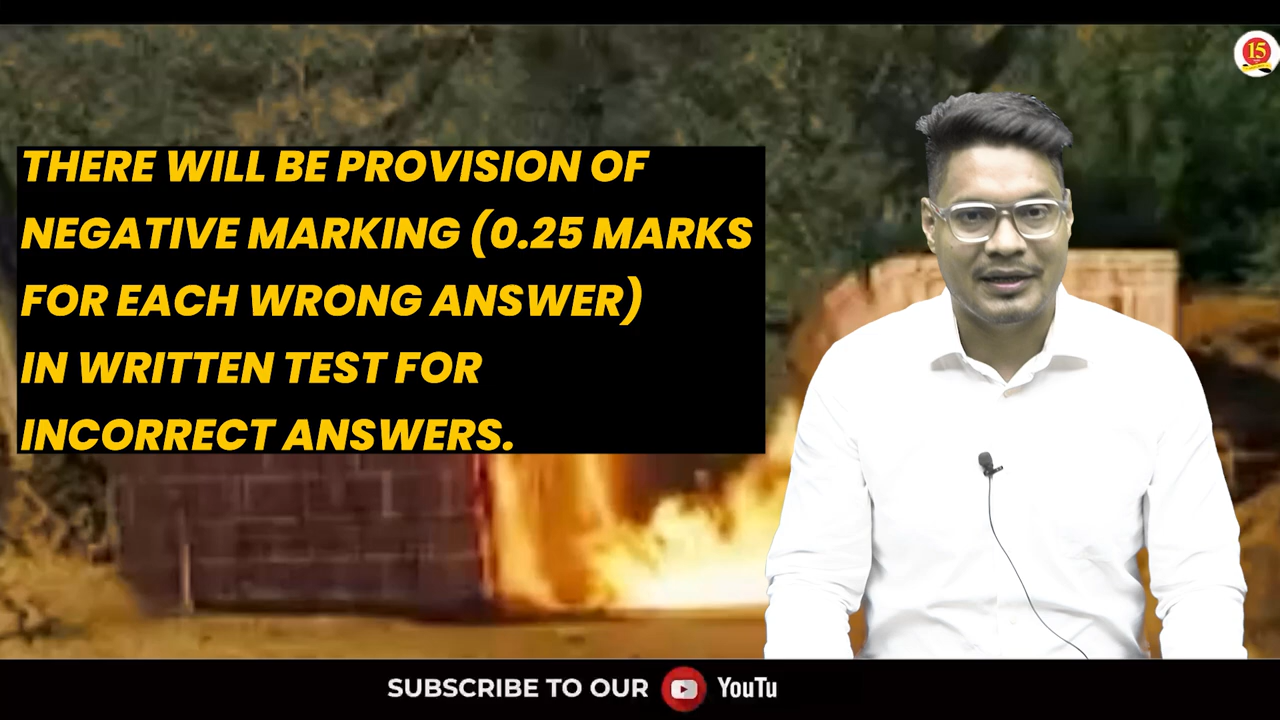 15
THERE WILL BE PROVISION OF
NEGATIVE MARKING (0.25 MARKS
FOR EACH WRONG ANSWER)
IN WRITTEN TEST FOR
INCORRECT ANSWERS.
SUBSCRIBE TO OUR YouTu